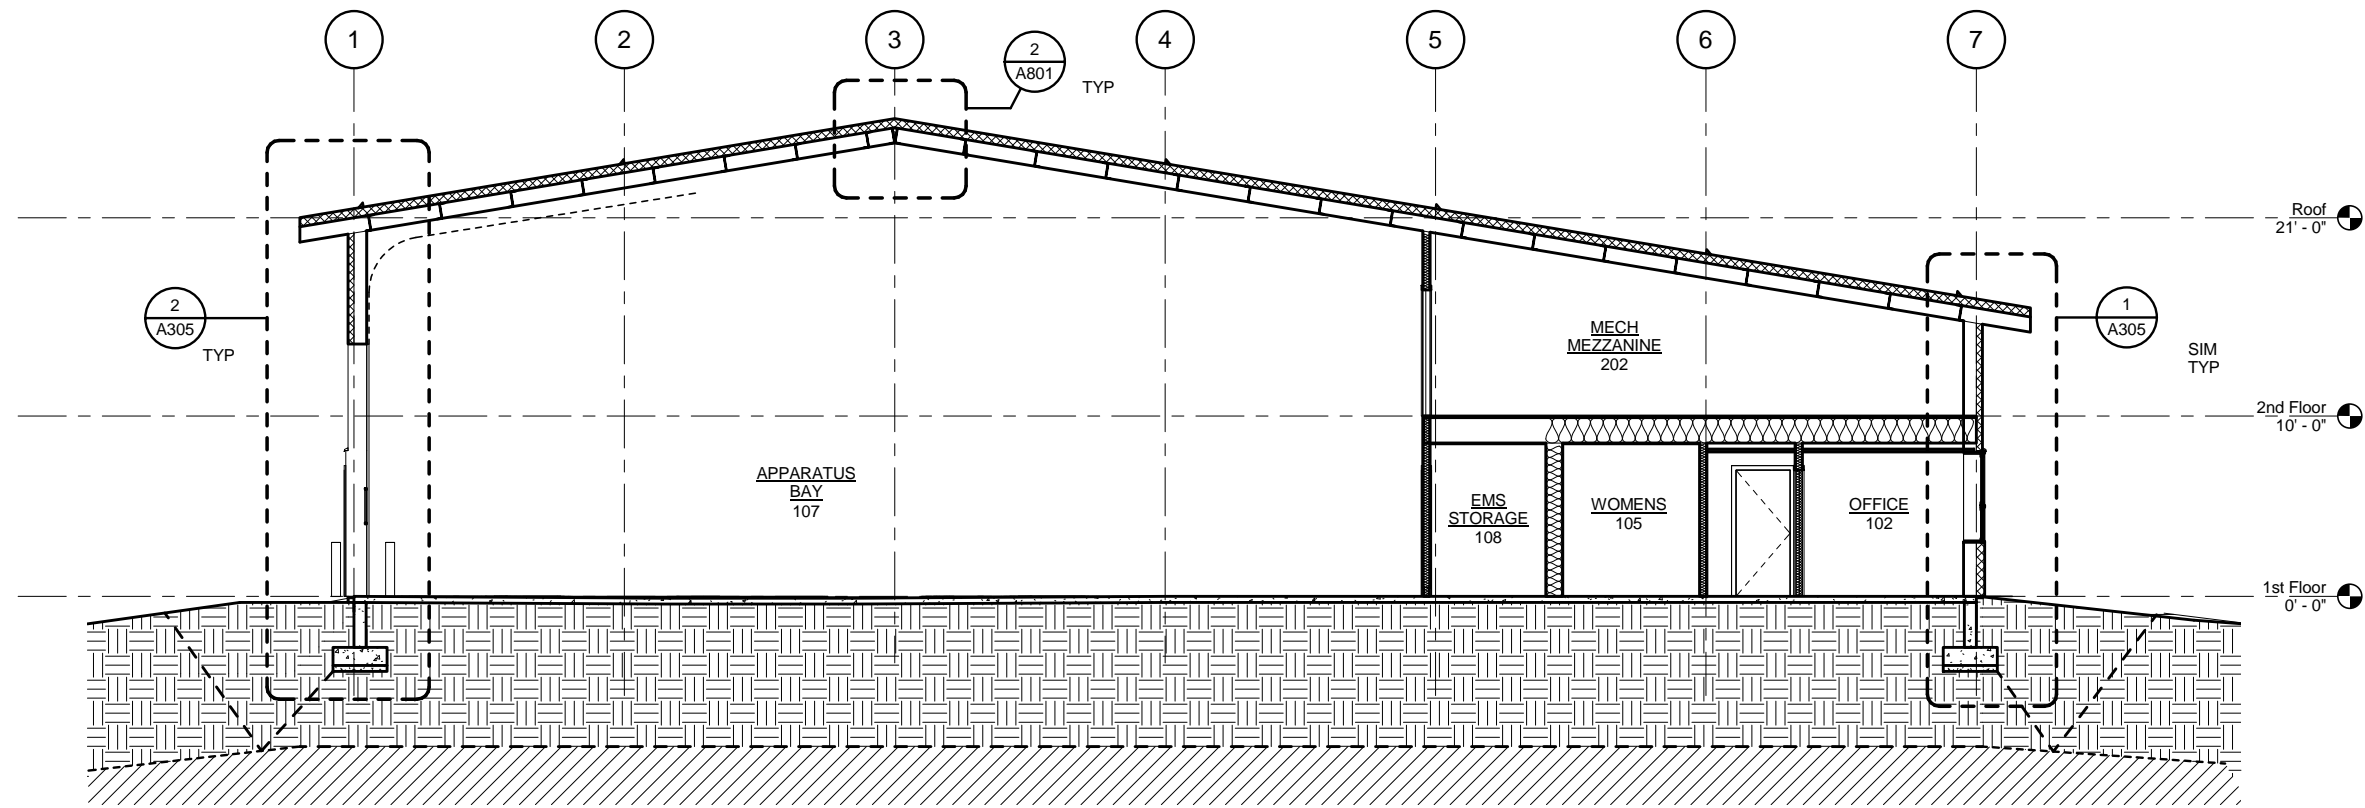 1
2
3
4
5
6
7
2
A801
TYP
Roof
21' - 0"
2
A305
TYP
1
A305
SIM
TYP
MECH
MEZZANINE
202
2nd Floor
10' - 0"
APPARATUS
BAY
107
EMS
STORAGE
108
WOMENS
105
OFFICE
102
1st Floor
0' - 0"